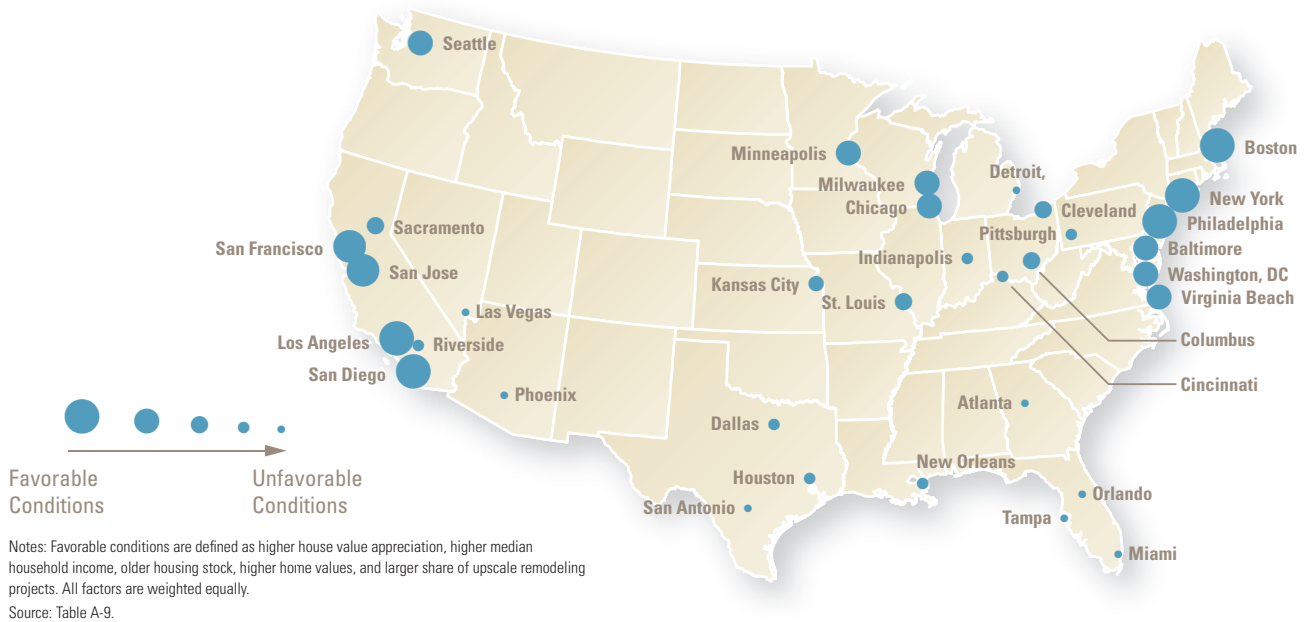 Seattle
Minneapolis
Milwaukee
Chicago
Detroit,
Boston
New York
Cleveland
Philadelphia
Pittsburgh
Baltimore
Sacramento
San Francisco
San Jose
Indianapolis
Washington, DC
Kansas City
St. Louis
Virginia Beach
Las Vegas
Los Angeles
Riverside
San Diego
Columbus
Cincinnati
Phoenix
Atlanta
Dallas
New Orleans
Houston
San Antonio
Orlando
Tampa
Miami
Favorable
Conditions
Unfavorable
Conditions
Notes: Favorable conditions are defined as higher house value appreciation, higher median
household income, older housing stock, higher home values, and larger share of upscale remodeling
projects. All factors are weighted equally.
Source: Table A-9.